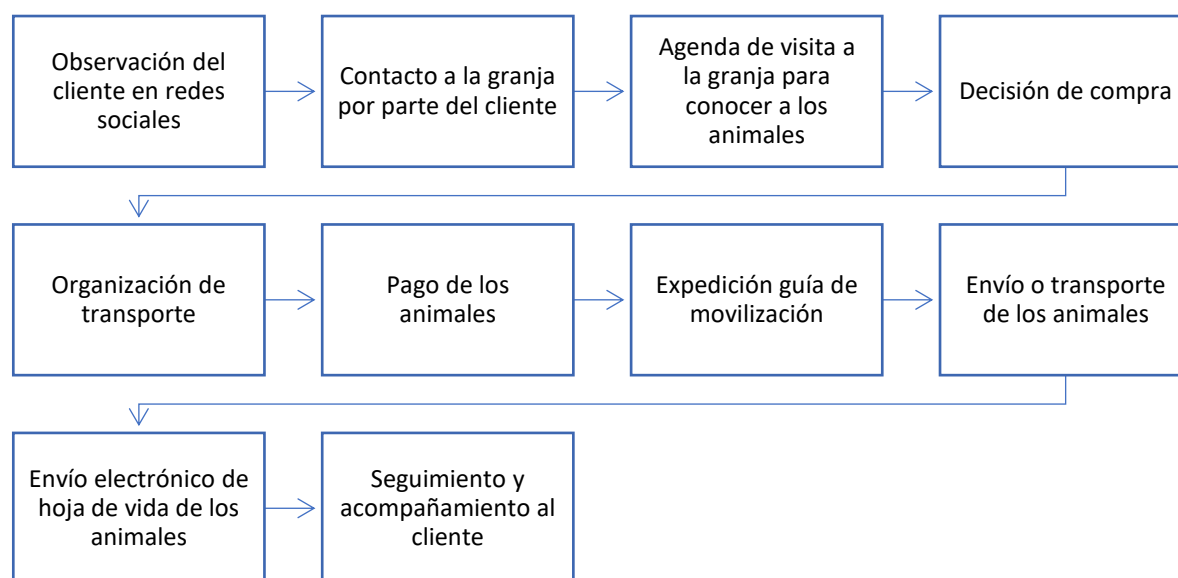 Observación del
cliente en redes
sociales
Contacto a la granja
por parte del cliente
Agenda de visita a
la granja para
conocer a los
animales
Decisión de compra
Organización de
transporte
Pago de los
animales
Expedición guía de
movilización
Envío o transporte
de los animales
Envío electrónico de
hoja de vida de los
animales
Seguimiento y
acompañamiento al
cliente